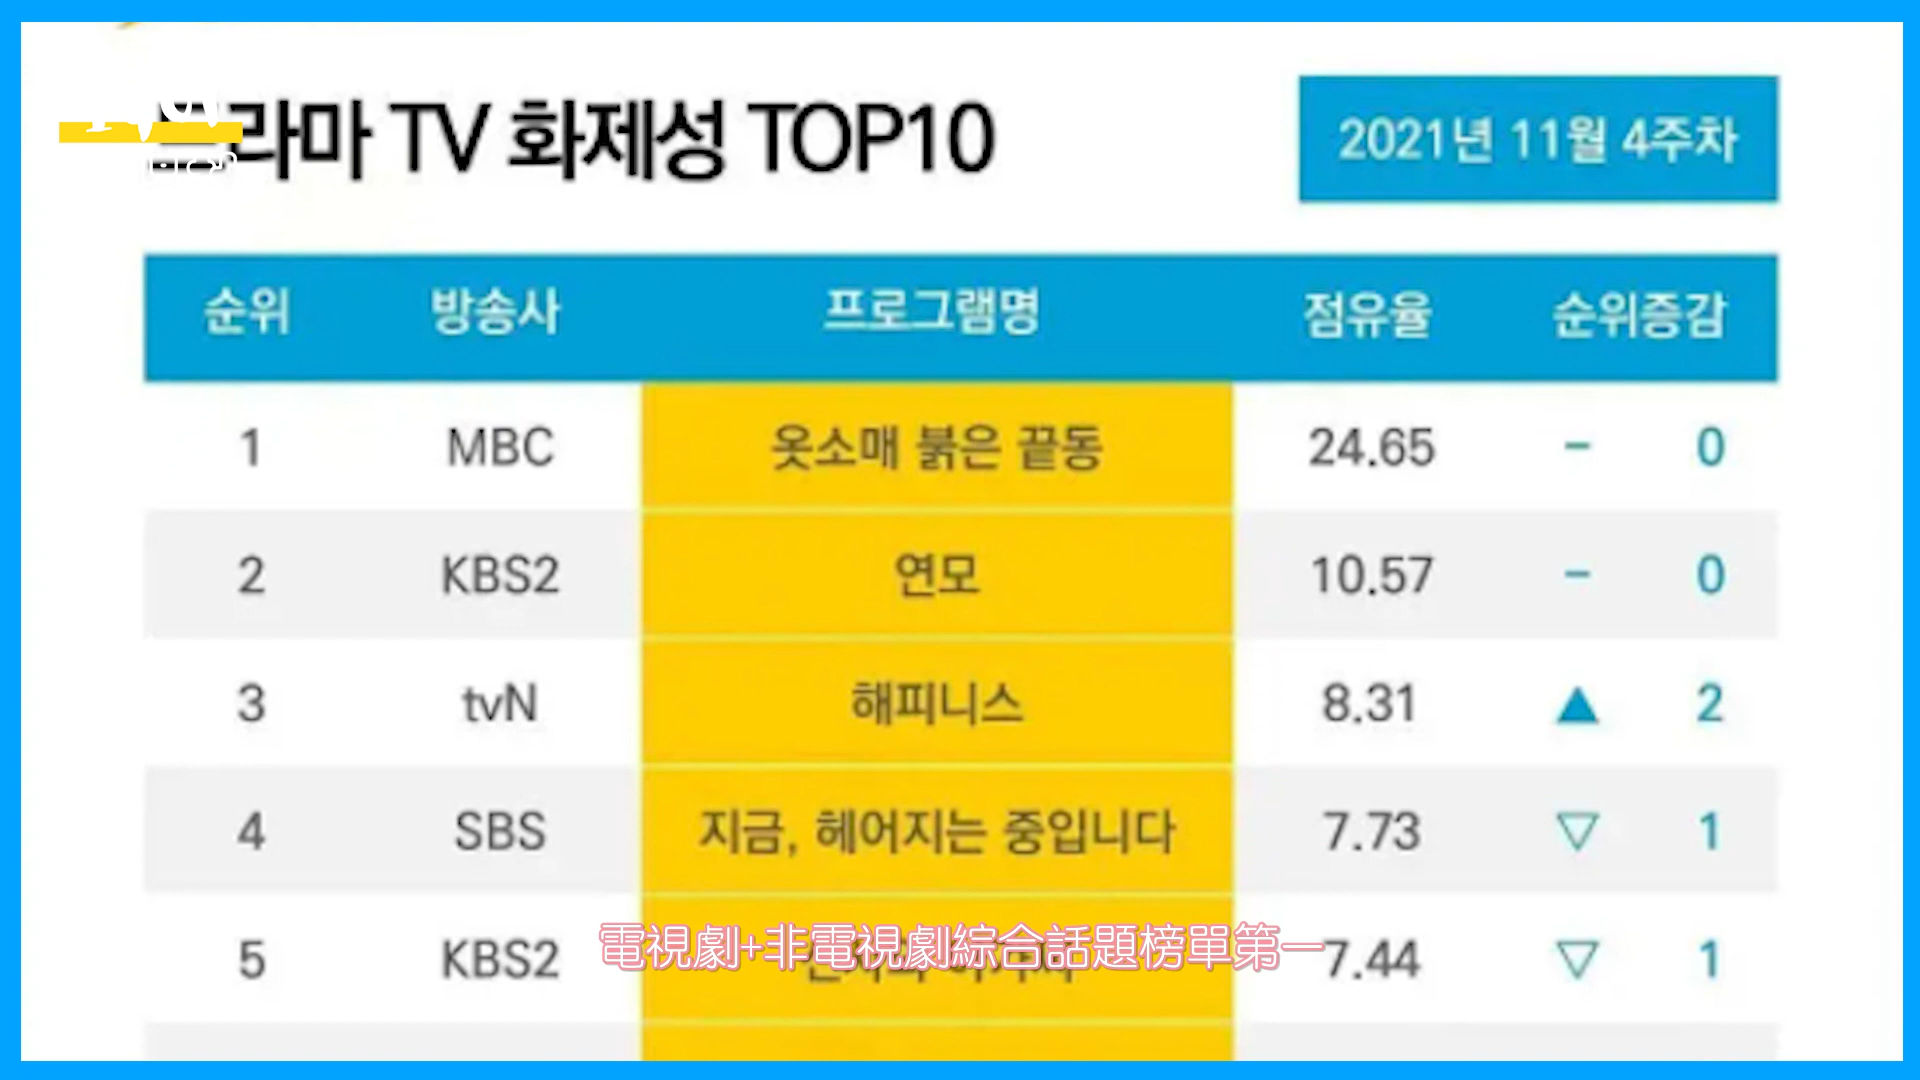 라마 TV 화제성 TOP10
2021년 11월 4주차
순위 방송사 프로그램명 점유율 순위증감
1 MBC 옷소매 붉은 끝동 24.65 - 0
2 KBS2 연모 10.57 - 0
3 tvN 해피니스 8.31 ▲ 2
4 SBS 지금, 헤어지는 중입니다 7.73 ▽ 1
5 KBS2 7.44 ▽ 1
電視劇+非電視劇綜合話題榜單第一